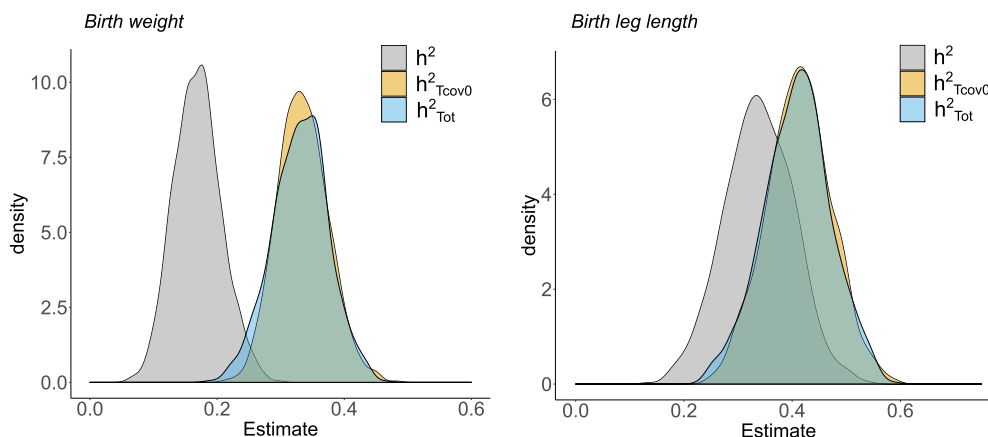 Birth weight
h²
h²Tcov0
h²Tot
10.0
7.5
5.0
2.5
0.0
density
0.0 0.2 0.4 0.6
Estimate
Birth leg length
h²
h²Tcov0
h²Tot
6
4
2
0
density
0.0 0.2 0.4 0.6
Estimate